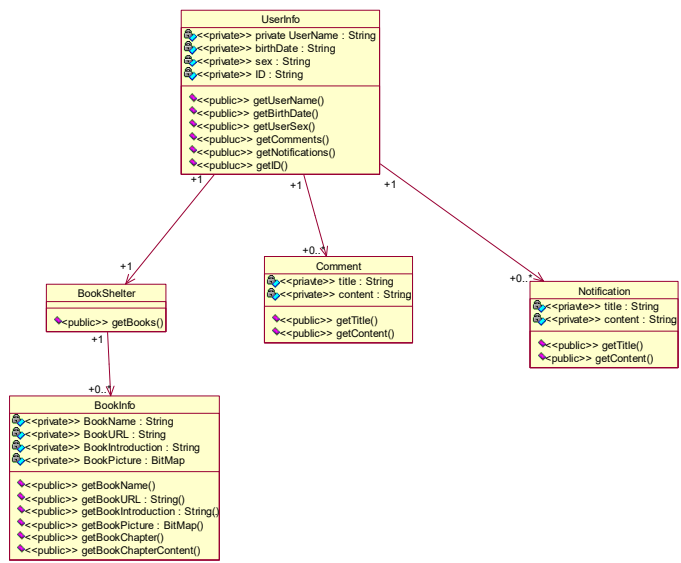 UserInfo
<<private>> private UserName : String
<<private>> birthDate : String
<<private>> sex : String
<<private>> ID : String
<<public>> getUserName()
<<public>> getBirthDate()
<<public>> getUserSex()
<<publuc>> getComments()
<<publuc>> getNotifications()
<<publuc>> getID()
+1
+1
+1
+1
+0..*
+0..*
BookShelter
<public>> getBooks()
+1
+0..*
Comment
<<priavte>> title : String
<<private>> content : String
<<public>> getTitle()
<<public>> getContent()
Notification
<<priavte>> title : String
<<private>> content : String
<<public>> getTitle()
<public>> getContent()
BookInfo
<<private>> BookName : String
<<private>> BookURL : String
<<private>> BookIntroduction : String
<<private>> BookPicture : BitMap
<<public>> getBookName()
<<public>> getBookURL : String()
<<public>> getBookIntroduction : String()
<<public>> getBookPicture : BitMap()
<<public>> getBookChapter()
<<public>> getBookChapterContent()